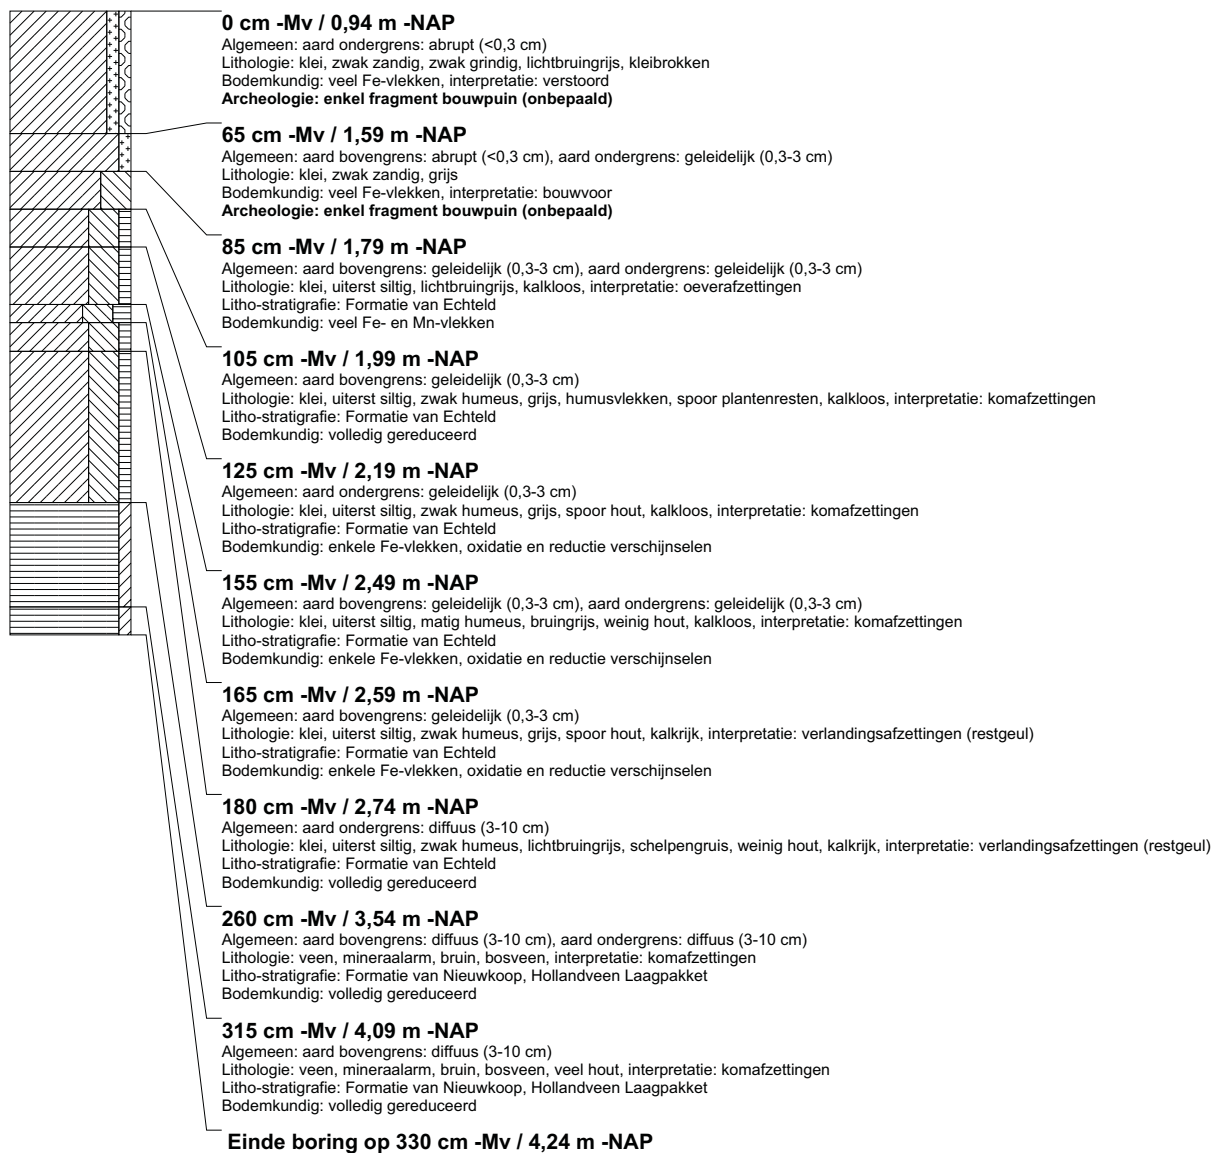 0 cm -Mv / 0,94 m -NAP
Algemeen: aard ondergrens: abrupt (<0,3 cm)
Lithologie: klei, zwak zandig, zwak grindig, lichtbruingrijs, kleibrokken
Bodemkundig: veel Fe-vlekken, interpretatie: verstoord
Archeologie: enkel fragment bouwpuin (onbepaald)
65 cm -Mv / 1,59 m -NAP
Algemeen: aard bovengrens: abrupt (<0,3 cm), aard ondergrens: geleidelijk (0,3-3 cm)
Lithologie: klei, zwak zandig, grijs
Bodemkundig: veel Fe-vlekken, interpretatie: bouwvoor
Archeologie: enkel fragment bouwpuin (onbepaald)
85 cm -Mv / 1,79 m -NAP
Algemeen: aard bovengrens: geleidelijk (0,3-3 cm), aard ondergrens: geleidelijk (0,3-3 cm)
Lithologie: klei, uiterst siltig, lichtbruingrijs, kalkloos, interpretatie: oeverafzettingen
Litho-stratigrafie: Formatie van Echteld
Bodemkundig: veel Fe- en Mn-vlekken
105 cm -Mv / 1,99 m -NAP
Algemeen: aard bovengrens: geleidelijk (0,3-3 cm)
Lithologie: klei, uiterst siltig, zwak humeus, grijs, humusvlekken, spoor plantenresten, kalkloos, interpretatie: komafzettingen
Litho-stratigrafie: Formatie van Echteld
Bodemkundig: volledig gereduceerd
125 cm -Mv / 2,19 m -NAP
Algemeen: aard ondergrens: geleidelijk (0,3-3 cm)
Lithologie: klei, uiterst siltig, zwak humeus, grijs, spoor hout, kalkloos, interpretatie: komafzettingen
Litho-stratigrafie: Formatie van Echteld
Bodemkundig: enkele Fe-vlekken, oxidatie en reductie verschijnselen
155 cm -Mv / 2,49 m -NAP
Algemeen: aard bovengrens: geleidelijk (0,3-3 cm), aard ondergrens: geleidelijk (0,3-3 cm)
Lithologie: klei, uiterst siltig, matig humeus, bruingrijs, weinig hout, kalkloos, interpretatie: komafzettingen
Litho-stratigrafie: Formatie van Echteld
Bodemkundig: enkele Fe-vlekken, oxidatie en reductie verschijnselen
165 cm -Mv / 2,59 m -NAP
Algemeen: aard bovengrens: geleidelijk (0,3-3 cm)
Lithologie: klei, uiterst siltig, zwak humeus, grijs, spoor hout, kalkrijk, interpretatie: verlandingsafzettingen (restgeul)
Litho-stratigrafie: Formatie van Echteld
Bodemkundig: enkele Fe-vlekken, oxidatie en reductie verschijnselen
180 cm -Mv / 2,74 m -NAP
Algemeen: aard ondergrens: diffuus (3-10 cm)
Lithologie: klei, uiterst siltig, zwak humeus, lichtbruingrijs, schelpengruis, weinig hout, kalkrijk, interpretatie: verlandingsafzettingen (restgeul)
Litho-stratigrafie: Formatie van Echteld
Bodemkundig: volledig gereduceerd
260 cm -Mv / 3,54 m -NAP
Algemeen: aard bovengrens: diffuus (3-10 cm), aard ondergrens: diffuus (3-10 cm)
Lithologie: veen, mineraalarm, bruin, bosveen, interpretatie: komafzettingen
Litho-stratigrafie: Formatie van Nieuwkoop, Hollandveen Laagpakket
Bodemkundig: volledig gereduceerd
315 cm -Mv / 4,09 m -NAP
Algemeen: aard bovengrens: diffuus (3-10 cm)
Lithologie: veen, mineraalarm, bruin, bosveen, veel hout, interpretatie: komafzettingen
Litho-stratigrafie: Formatie van Nieuwkoop, Hollandveen Laagpakket
Bodemkundig: volledig gereduceerd
Einde boring op 330 cm -Mv / 4,24 m -NAP